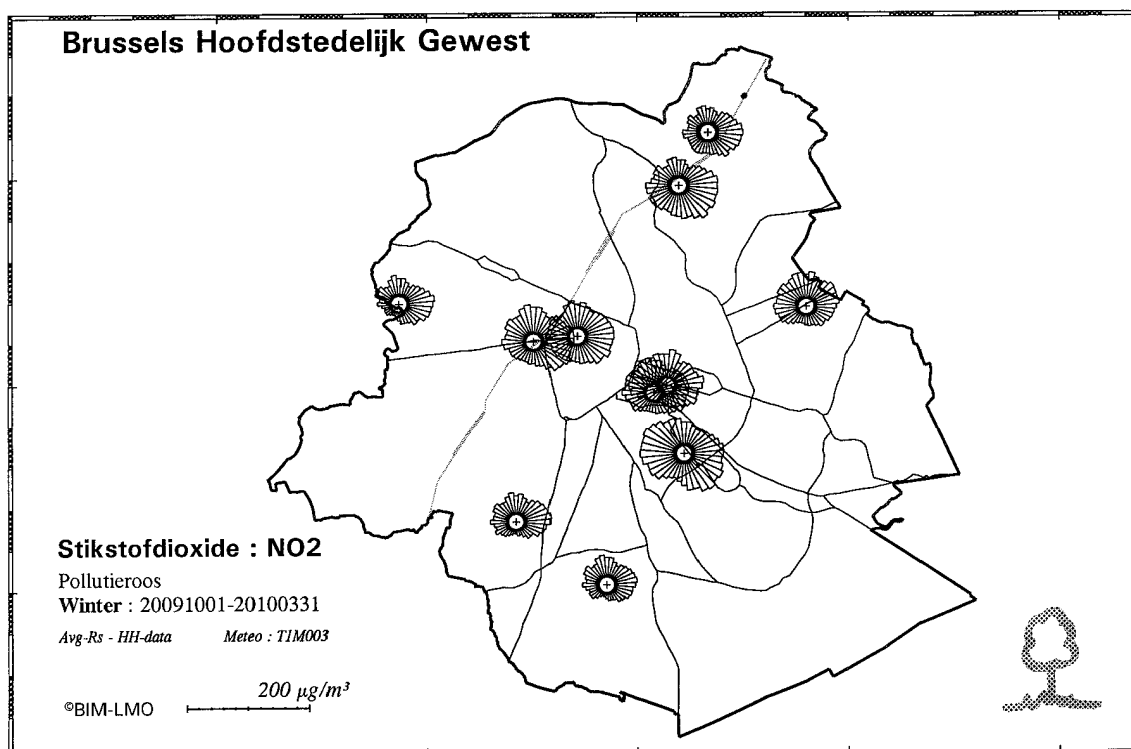 Brussels Hoofdstedelijk Gewest
Stikstofdioxide : NO2
Pollutieroos
Winter : 20091001-20100331
Avg-Rs - HH-data Meteo : T1M003
200 µg/m³
©BIM-LMO